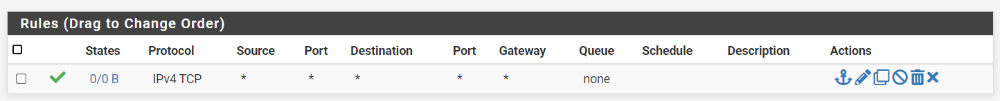 Rules (Drag to Change Order)
States Protocol Source Port Destination Port Gateway Queue Schedule Description Actions
0/0 B IPv4 TCP * * * * * none